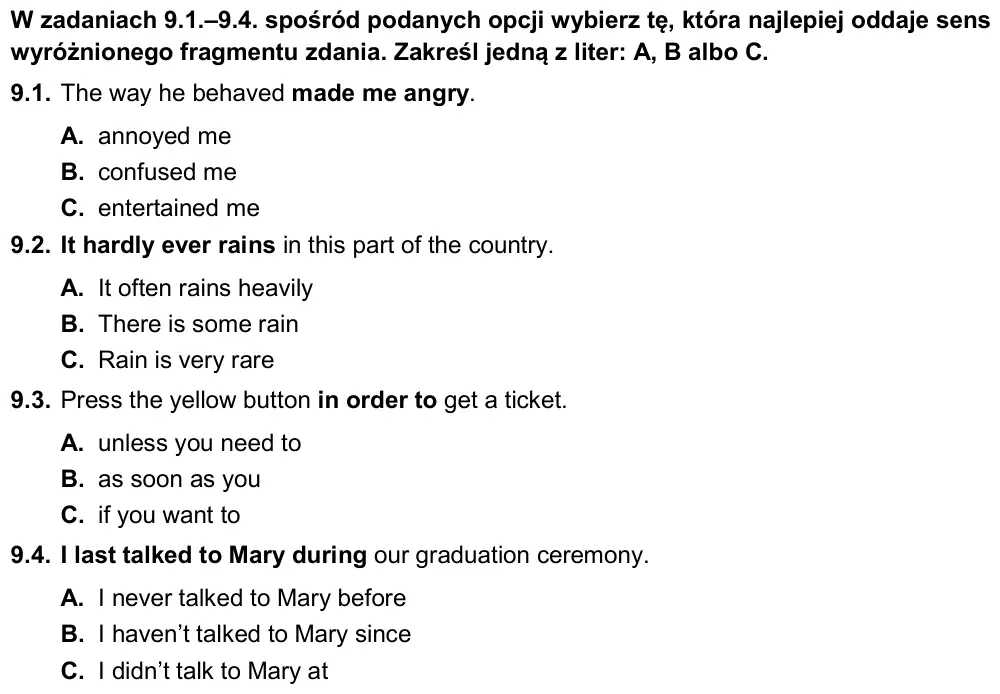 W zadaniach 9.1.–9.4. spośród podanych opcji wybierz tę, która najlepiej oddaje sens
wyróżnionego fragmentu zdania. Zakreśl jedną z liter: A, B albo C.
9.1. The way he behaved made me angry.
A. annoyed me
B. confused me
C. entertained me
9.2. It hardly ever rains in this part of the country.
A. It often rains heavily
B. There is some rain
C. Rain is very rare
9.3. Press the yellow button in order to get a ticket.
A. unless you need to
B. as soon as you
C. if you want to
9.4. I last talked to Mary during our graduation ceremony.
A. I never talked to Mary before
B. I haven’t talked to Mary since
C. I didn’t talk to Mary at